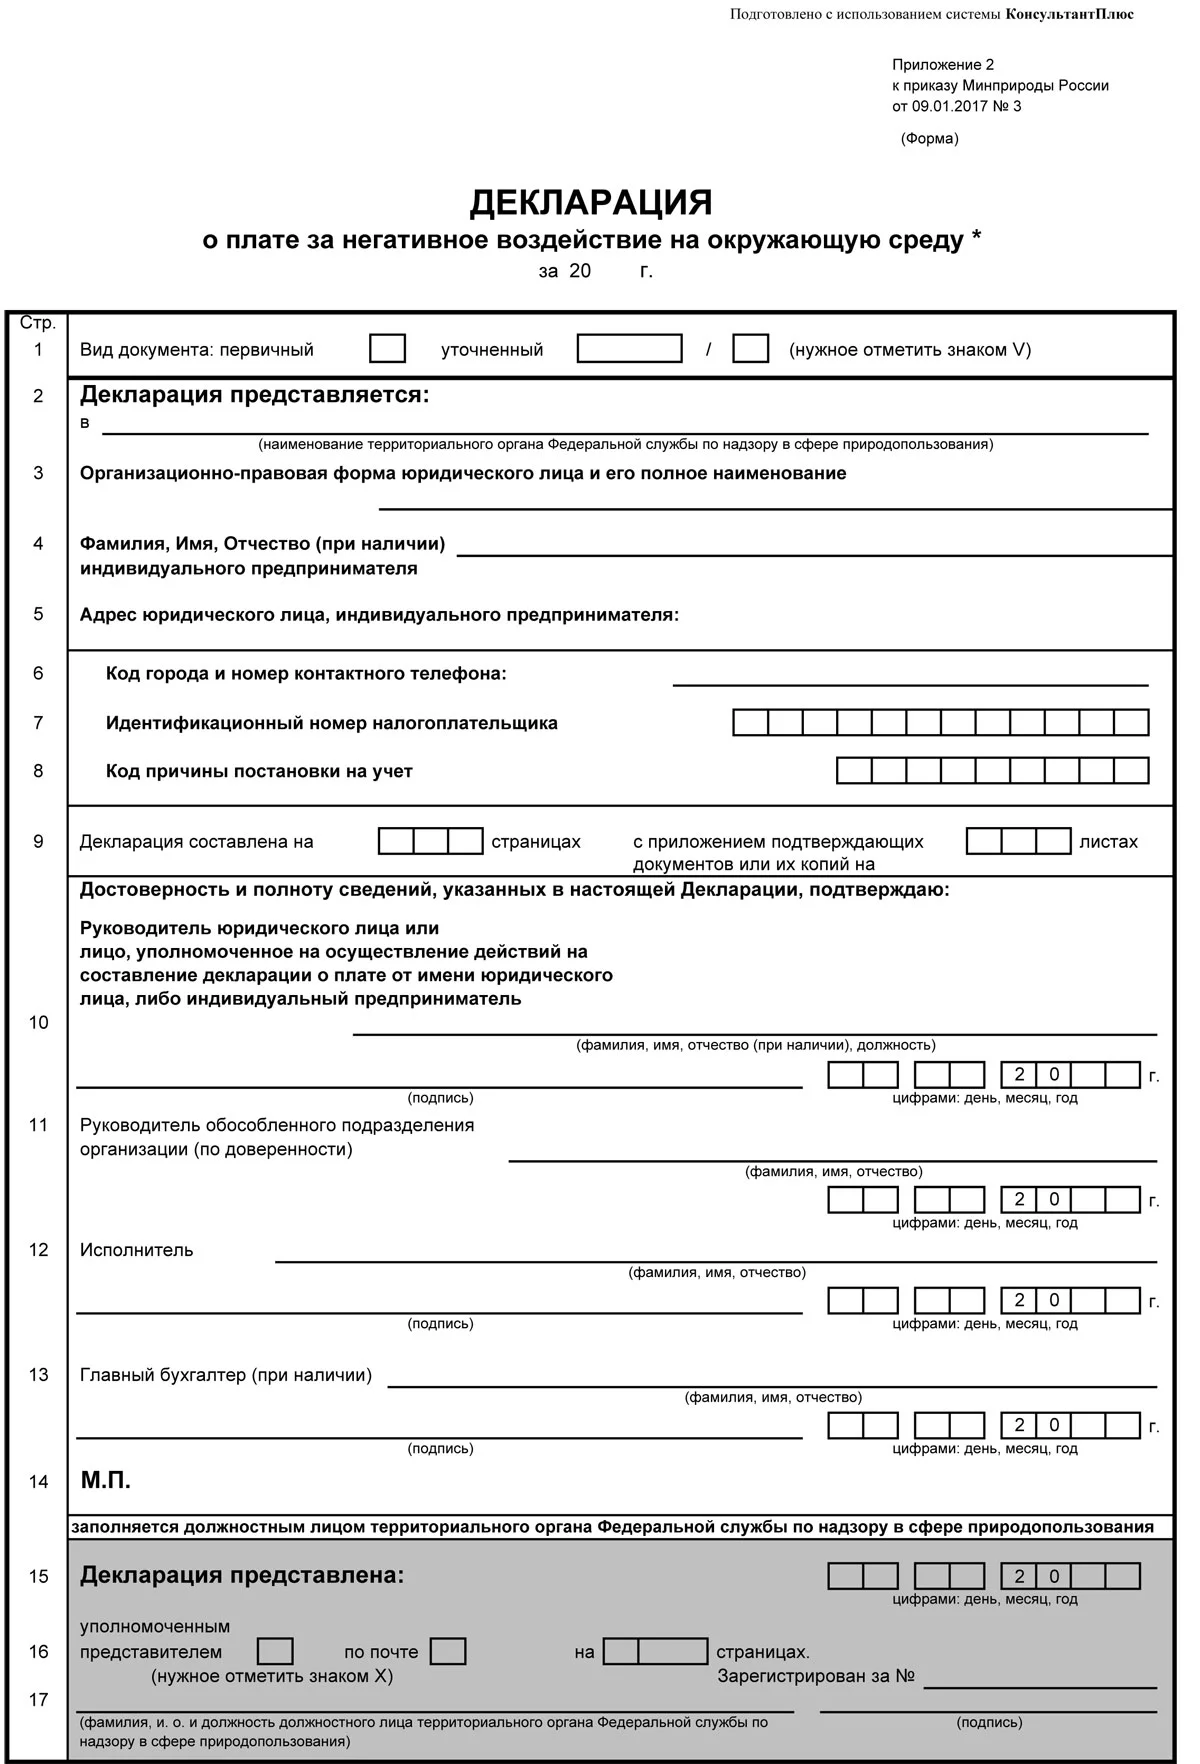 Подготовлено с использованием системы КонсультантПлюс
Приложение 2
к приказу Минприроды России
от 09.01.2017 № 3
(Форма)
ДЕКЛАРАЦИЯ
о плате за негативное воздействие на окружающую среду *
за 20 г.
Стр.
1 Вид документа: первичный уточненный / (нужное отметить знаком V)
2 Декларация представляется:
в
(наименование территориального органа Федеральной службы по надзору в сфере природопользования)
3 Организационно-правовая форма юридического лица и его полное наименование
4 Фамилия, Имя, Отчество (при наличии)
индивидуального предпринимателя
5 Адрес юридического лица, индивидуального предпринимателя:
6 Код города и номер контактного телефона:
7 Идентификационный номер налогоплательщика
8 Код причины постановки на учет
9 Декларация составлена на страницах с приложением подтверждающих листах
документов или их копий на
Достоверность и полноту сведений, указанных в настоящей Декларации, подтверждаю:
Руководитель юридического лица или
лицо, уполномоченное на осуществление действий на
составление декларации о плате от имени юридического
лица, либо индивидуальный предприниматель
10
(фамилия, имя, отчество (при наличии), должность)
2 0 г.
(подпись) цифрами: день, месяц, год
11 Руководитель обособленного подразделения
организации (по доверенности)
(фамилия, имя, отчество)
2 0 г.
цифрами: день, месяц, год
12 Исполнитель
(фамилия, имя, отчество)
2 0 г.
(подпись) цифрами: день, месяц, год
13 Главный бухгалтер (при наличии)
(фамилия, имя, отчество)
2 0 г.
(подпись) цифрами: день, месяц, год
14 М.П.
заполняется должностным лицом территориального органа Федеральной службы по надзору в сфере природопользования
15 Декларация представлена: 2 0
цифрами: день, месяц, год
уполномоченным
16 представителем по почте на страницах.
(нужное отметить знаком X) Зарегистрирован за №
17
(фамилия, и. о. и должность должностного лица территориального органа Федеральной службы по (подпись)
надзору в сфере природопользования)